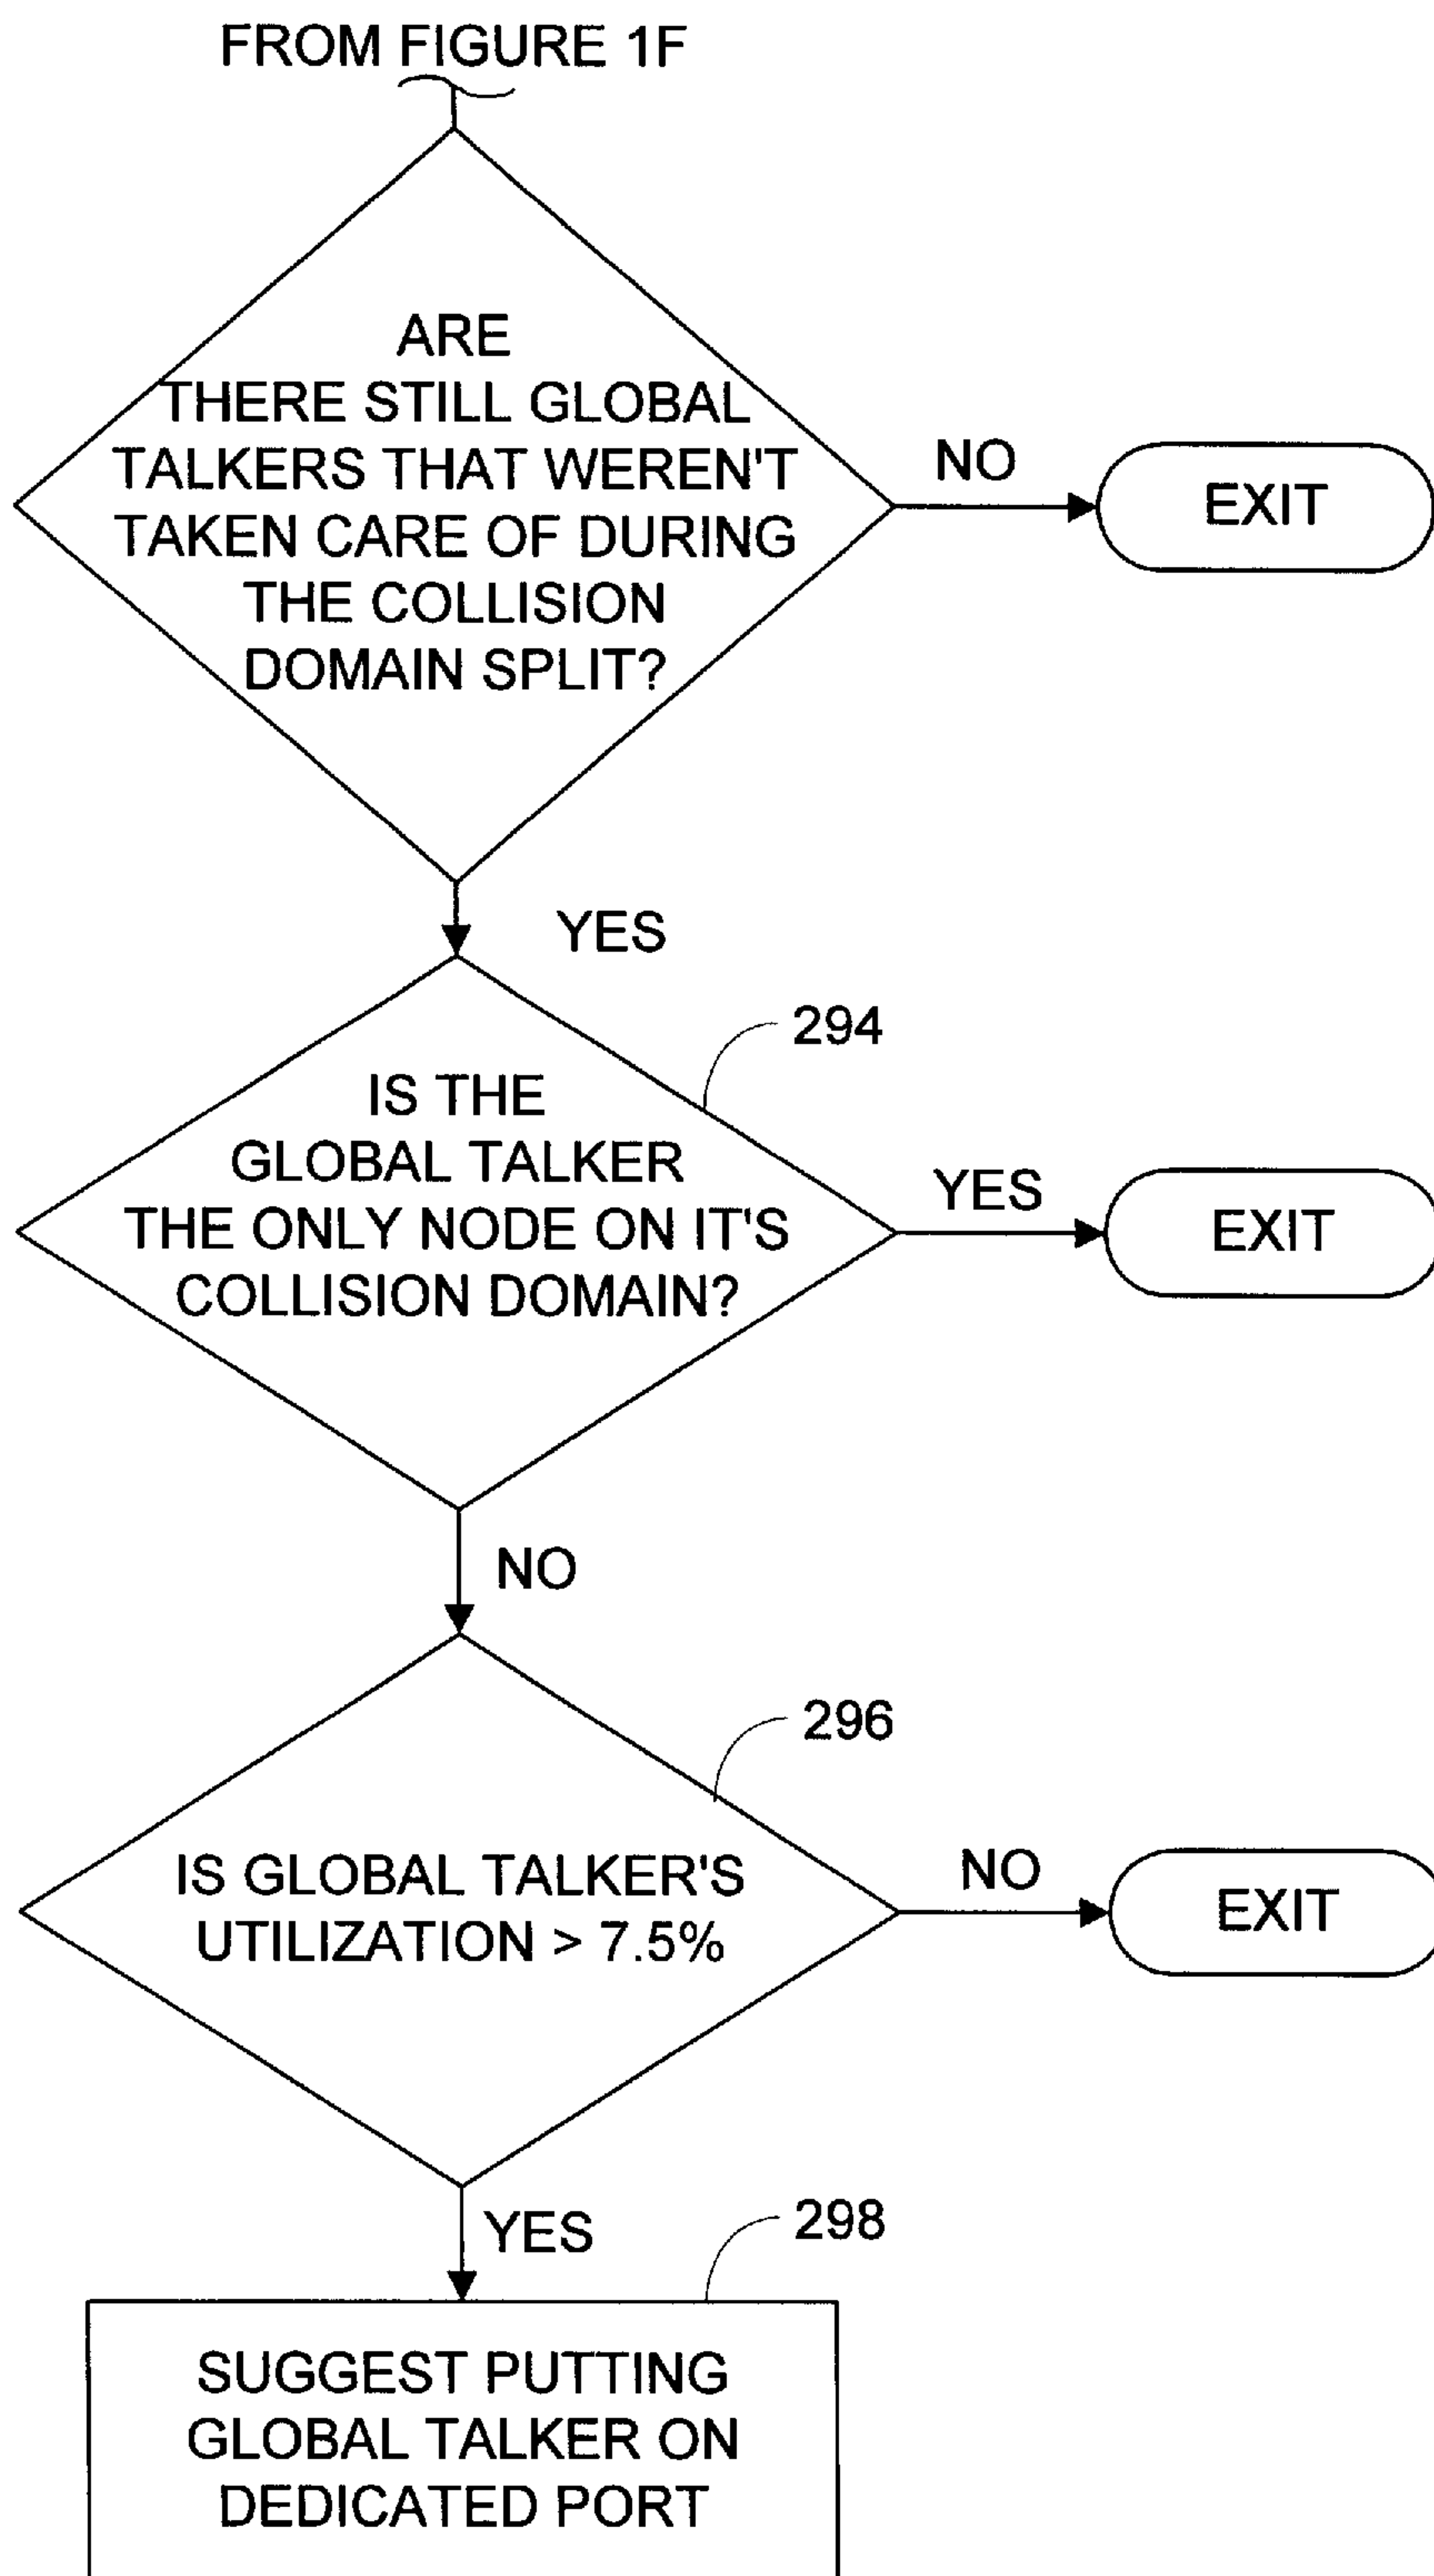 FROM FIGURE 1F
ARE
THERE STILL GLOBAL
TALKERS THAT WEREN'T
TAKEN CARE OF DURING
THE COLLISION
DOMAIN SPLIT?
NO
EXIT
YES
294
IS THE
GLOBAL TALKER
THE ONLY NODE ON IT'S
COLLISION DOMAIN?
YES
EXIT
NO
296
IS GLOBAL TALKER'S
UTILIZATION > 7.5%
NO
EXIT
YES
298
SUGGEST PUTTING
GLOBAL TALKER ON
DEDICATED PORT